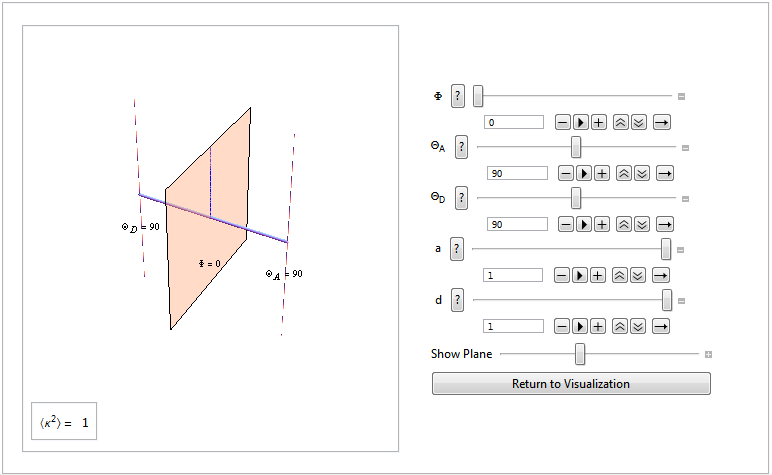 Θ_D = 90
Φ = 0
Θ_A = 90
⟨κ²⟩ = 1
Φ ?
0
Θ_A ?
90
Θ_D ?
90
a ?
1
d ?
1
Show Plane
Return to Visualization